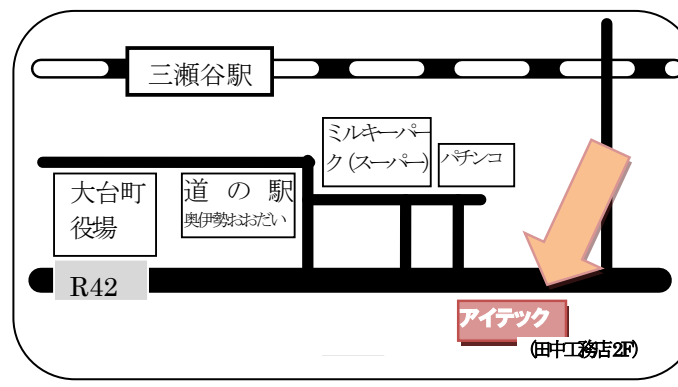 三瀬谷駅
ミルキーパー
ク(スーパー)
パチンコ
大台町
役場
道の駅
奥伊勢おおだい
R42
アイテック
(田中工務店2F)